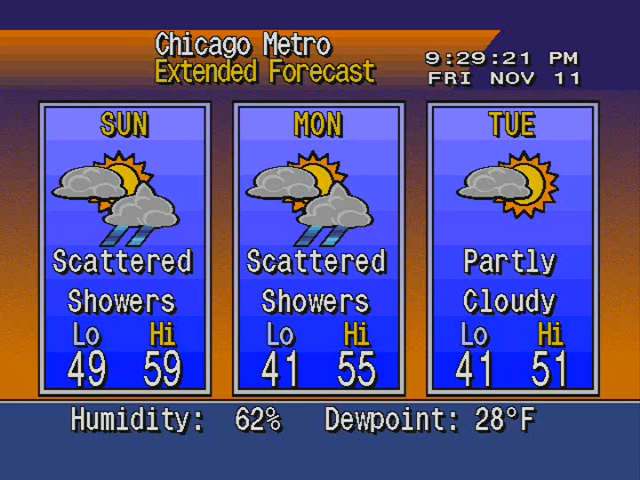 Chicago Metro
Extended Forecast
9:29:21 PM
FRI NOV 11
SUN
Scattered
Showers
Lo Hi
49 59
MON
Scattered
Showers
Lo Hi
41 55
TUE
Partly
Cloudy
Lo Hi
41 51
Humidity: 62% Dewpoint: 28°F